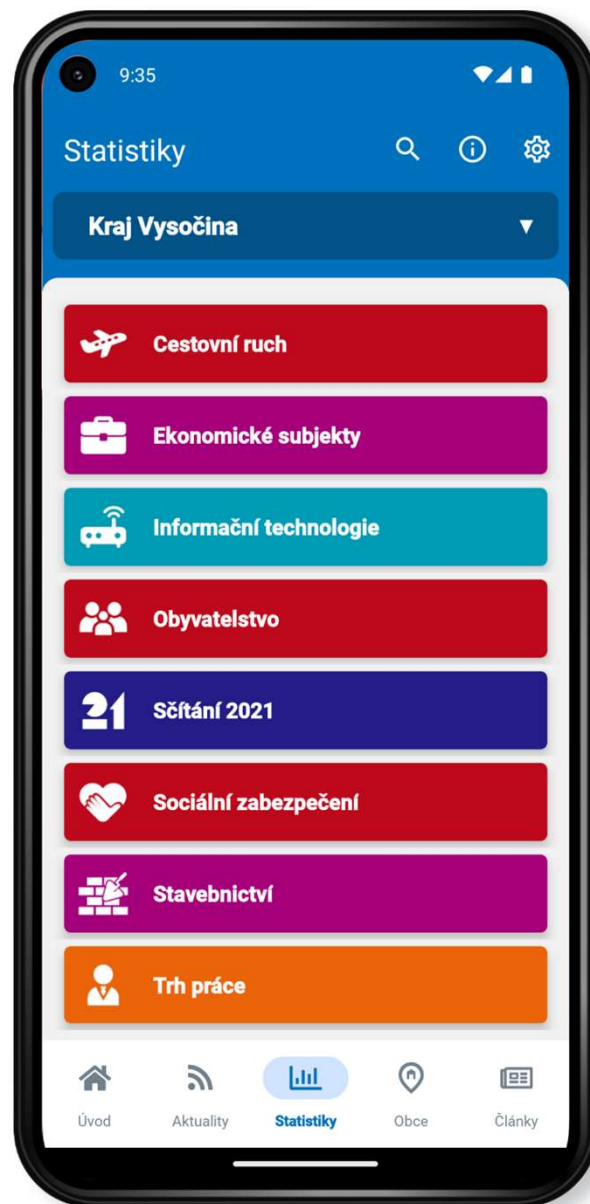 9:35
Statistiky
Kraj Vysočina
Cestovní ruch
Ekonomické subjekty
Informační technologie
Obyvatelstvo
21 Sčítání 2021
Sociální zabezpečení
Stavebnictví
Trh práce
Úvod Aktuality Statistiky Obce Články